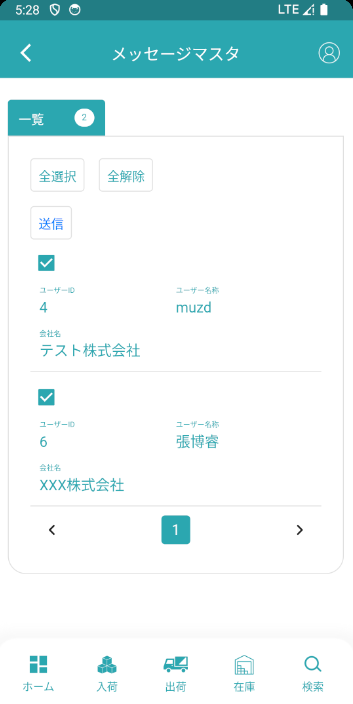 5:28 LTE
メッセージマスタ
一覧 2
全選択 全解除
送信
ユーザーID ユーザー名称
4 muzd
会社名
テスト株式会社
ユーザーID ユーザー名称
6 張博睿
会社名
XXX株式会社
1
ホーム 入荷 出荷 在庫 検索